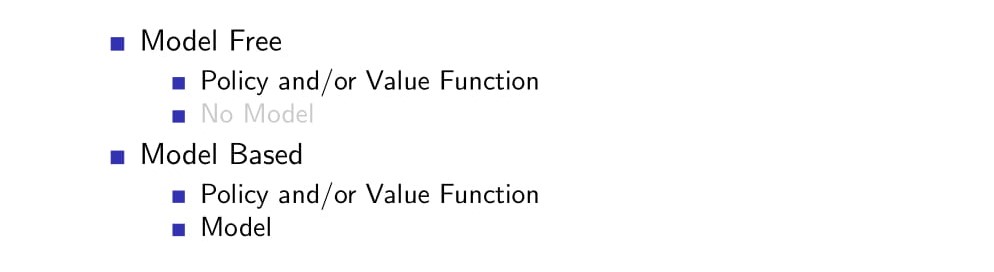 Model Free
Policy and/or Value Function
No Model
Model Based
Policy and/or Value Function
Model